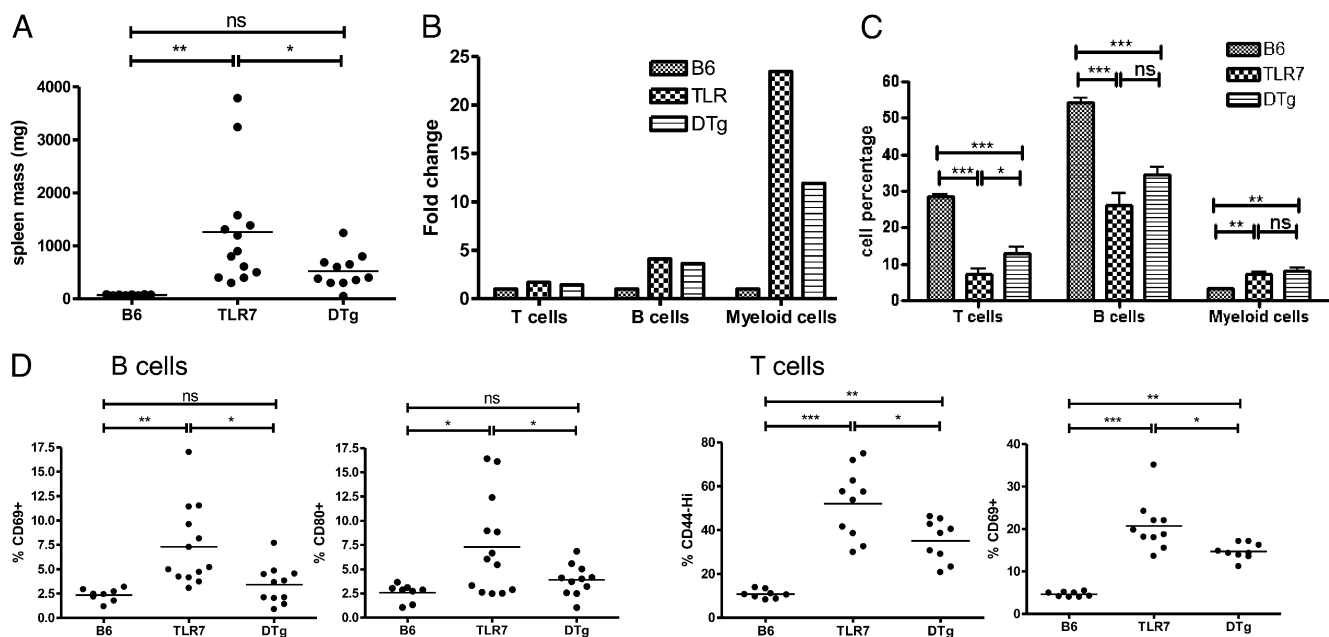 A
ns
**
*
4000
3000
2000
1000
0
spleen mass (mg)
B6
TLR7
DTg
B
25
20
15
10
5
0
Fold change
B6
TLR
DTg
T cells
B cells
Myeloid cells
C
60
50
40
30
20
10
0
cell percentage
B6
TLR7
DTg
***
***
*
***
***
ns
**
**
ns
T cells
B cells
Myeloid cells
D
B cells
ns
**
*
17.5
15.0
12.5
10.0
7.5
5.0
2.5
0.0
% CD69+
B6
TLR7
DTg
ns
*
*
17.5
15.0
12.5
10.0
7.5
5.0
2.5
0.0
% CD80+
B6
TLR7
DTg
T cells
**
***
*
80
60
40
20
0
% CD44-Hi
B6
TLR7
DTg
**
***
*
40
30
20
10
0
% CD69+
B6
TLR7
DTg